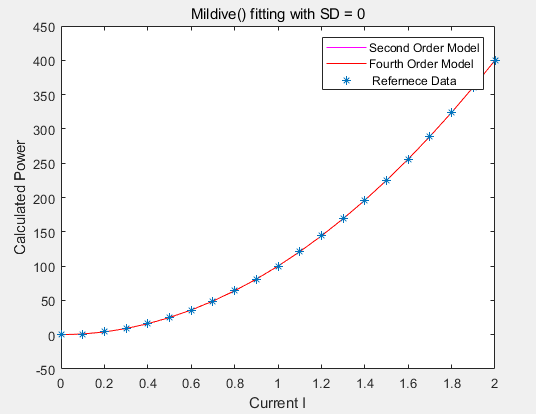 Mildive() fitting with SD = 0
450
400
350
300
250
200
150
100
50
0
-50
Calculated Power
Second Order Model
Fourth Order Model
Refernece Data
0 0.2 0.4 0.6 0.8 1 1.2 1.4 1.6 1.8 2
Current I